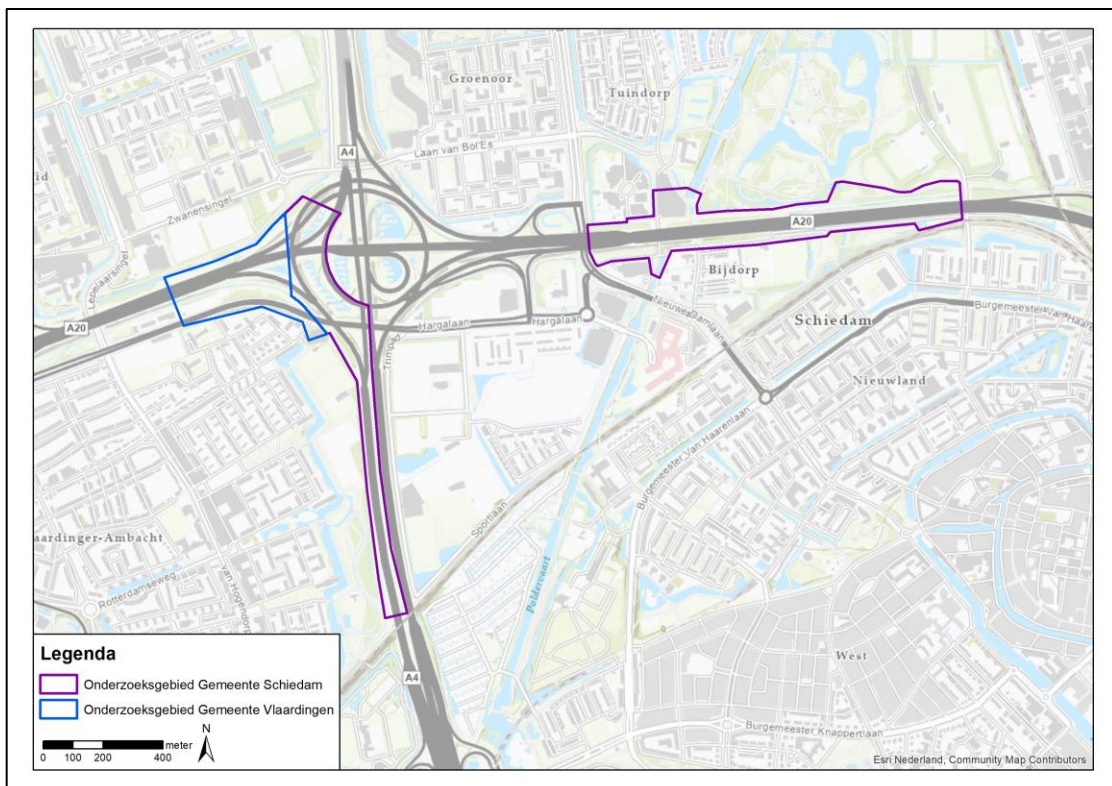 Groenoor
Tuindorp
A4
Laan van Bol'Es
Zwanensingel
Lepelaarsingel
A20
A20
Bijdorp
Nieuwe Damlaan
Schiedam
Burgemeester van Haar
Hargalaan
Hargalaan
Trimpad
Nieuwland
Burgemeester Van Haarenlaan
Sportlaan
aardinger-Ambacht
Rotterdamseweg
van Hogendorp
Poldervaart
West
A4
Burgemeester Knappertlaan
Legenda
Onderzoeksgebied Gemeente Schiedam
Onderzoeksgebied Gemeente Vlaardingen
N
meter
0 100 200 400
Esri Nederland, Community Map Contributors